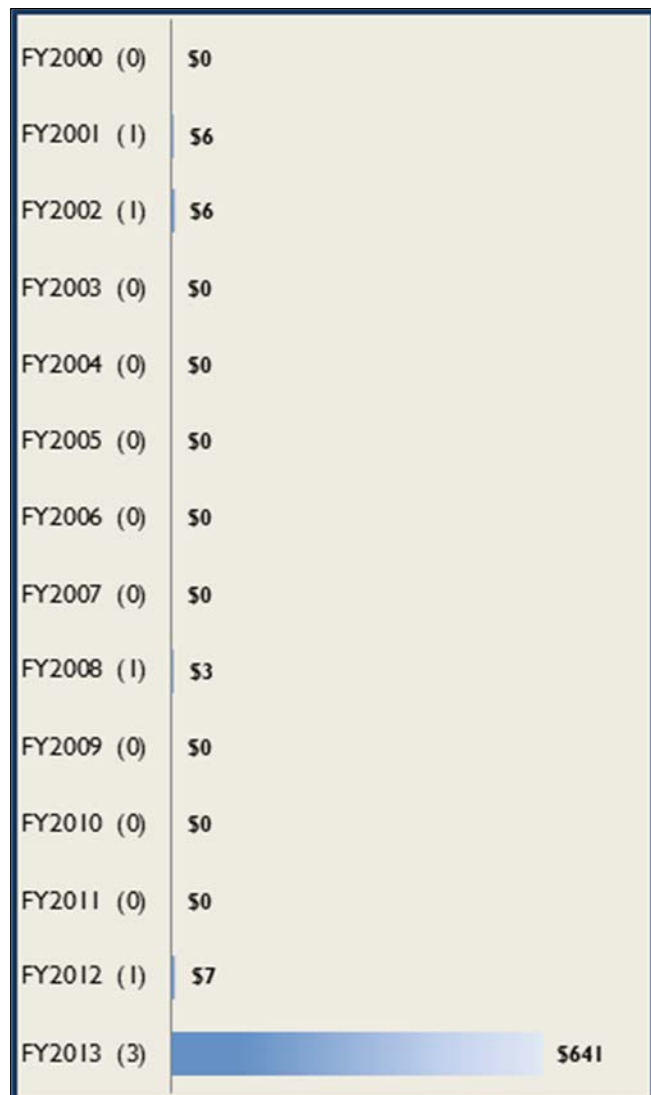 FY2000 (0) $0
FY2001 (1) $6
FY2002 (1) $6
FY2003 (0) $0
FY2004 (0) $0
FY2005 (0) $0
FY2006 (0) $0
FY2007 (0) $0
FY2008 (1) $3
FY2009 (0) $0
FY2010 (0) $0
FY2011 (0) $0
FY2012 (1) $7
FY2013 (3) $641